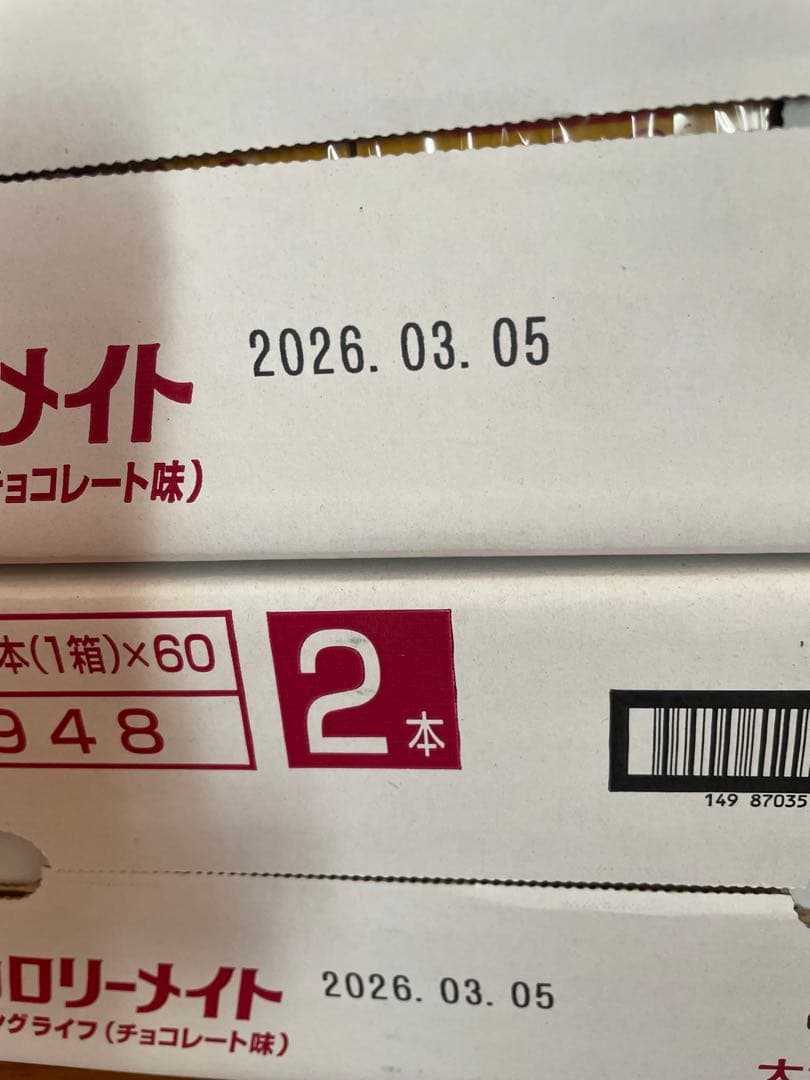 メイト
2026.03.05
チョコレート味)
本(1箱)×60
948
2本
149 87035
ロリーメイト
2026.03.05
ングライフ(チョコレート味)
本